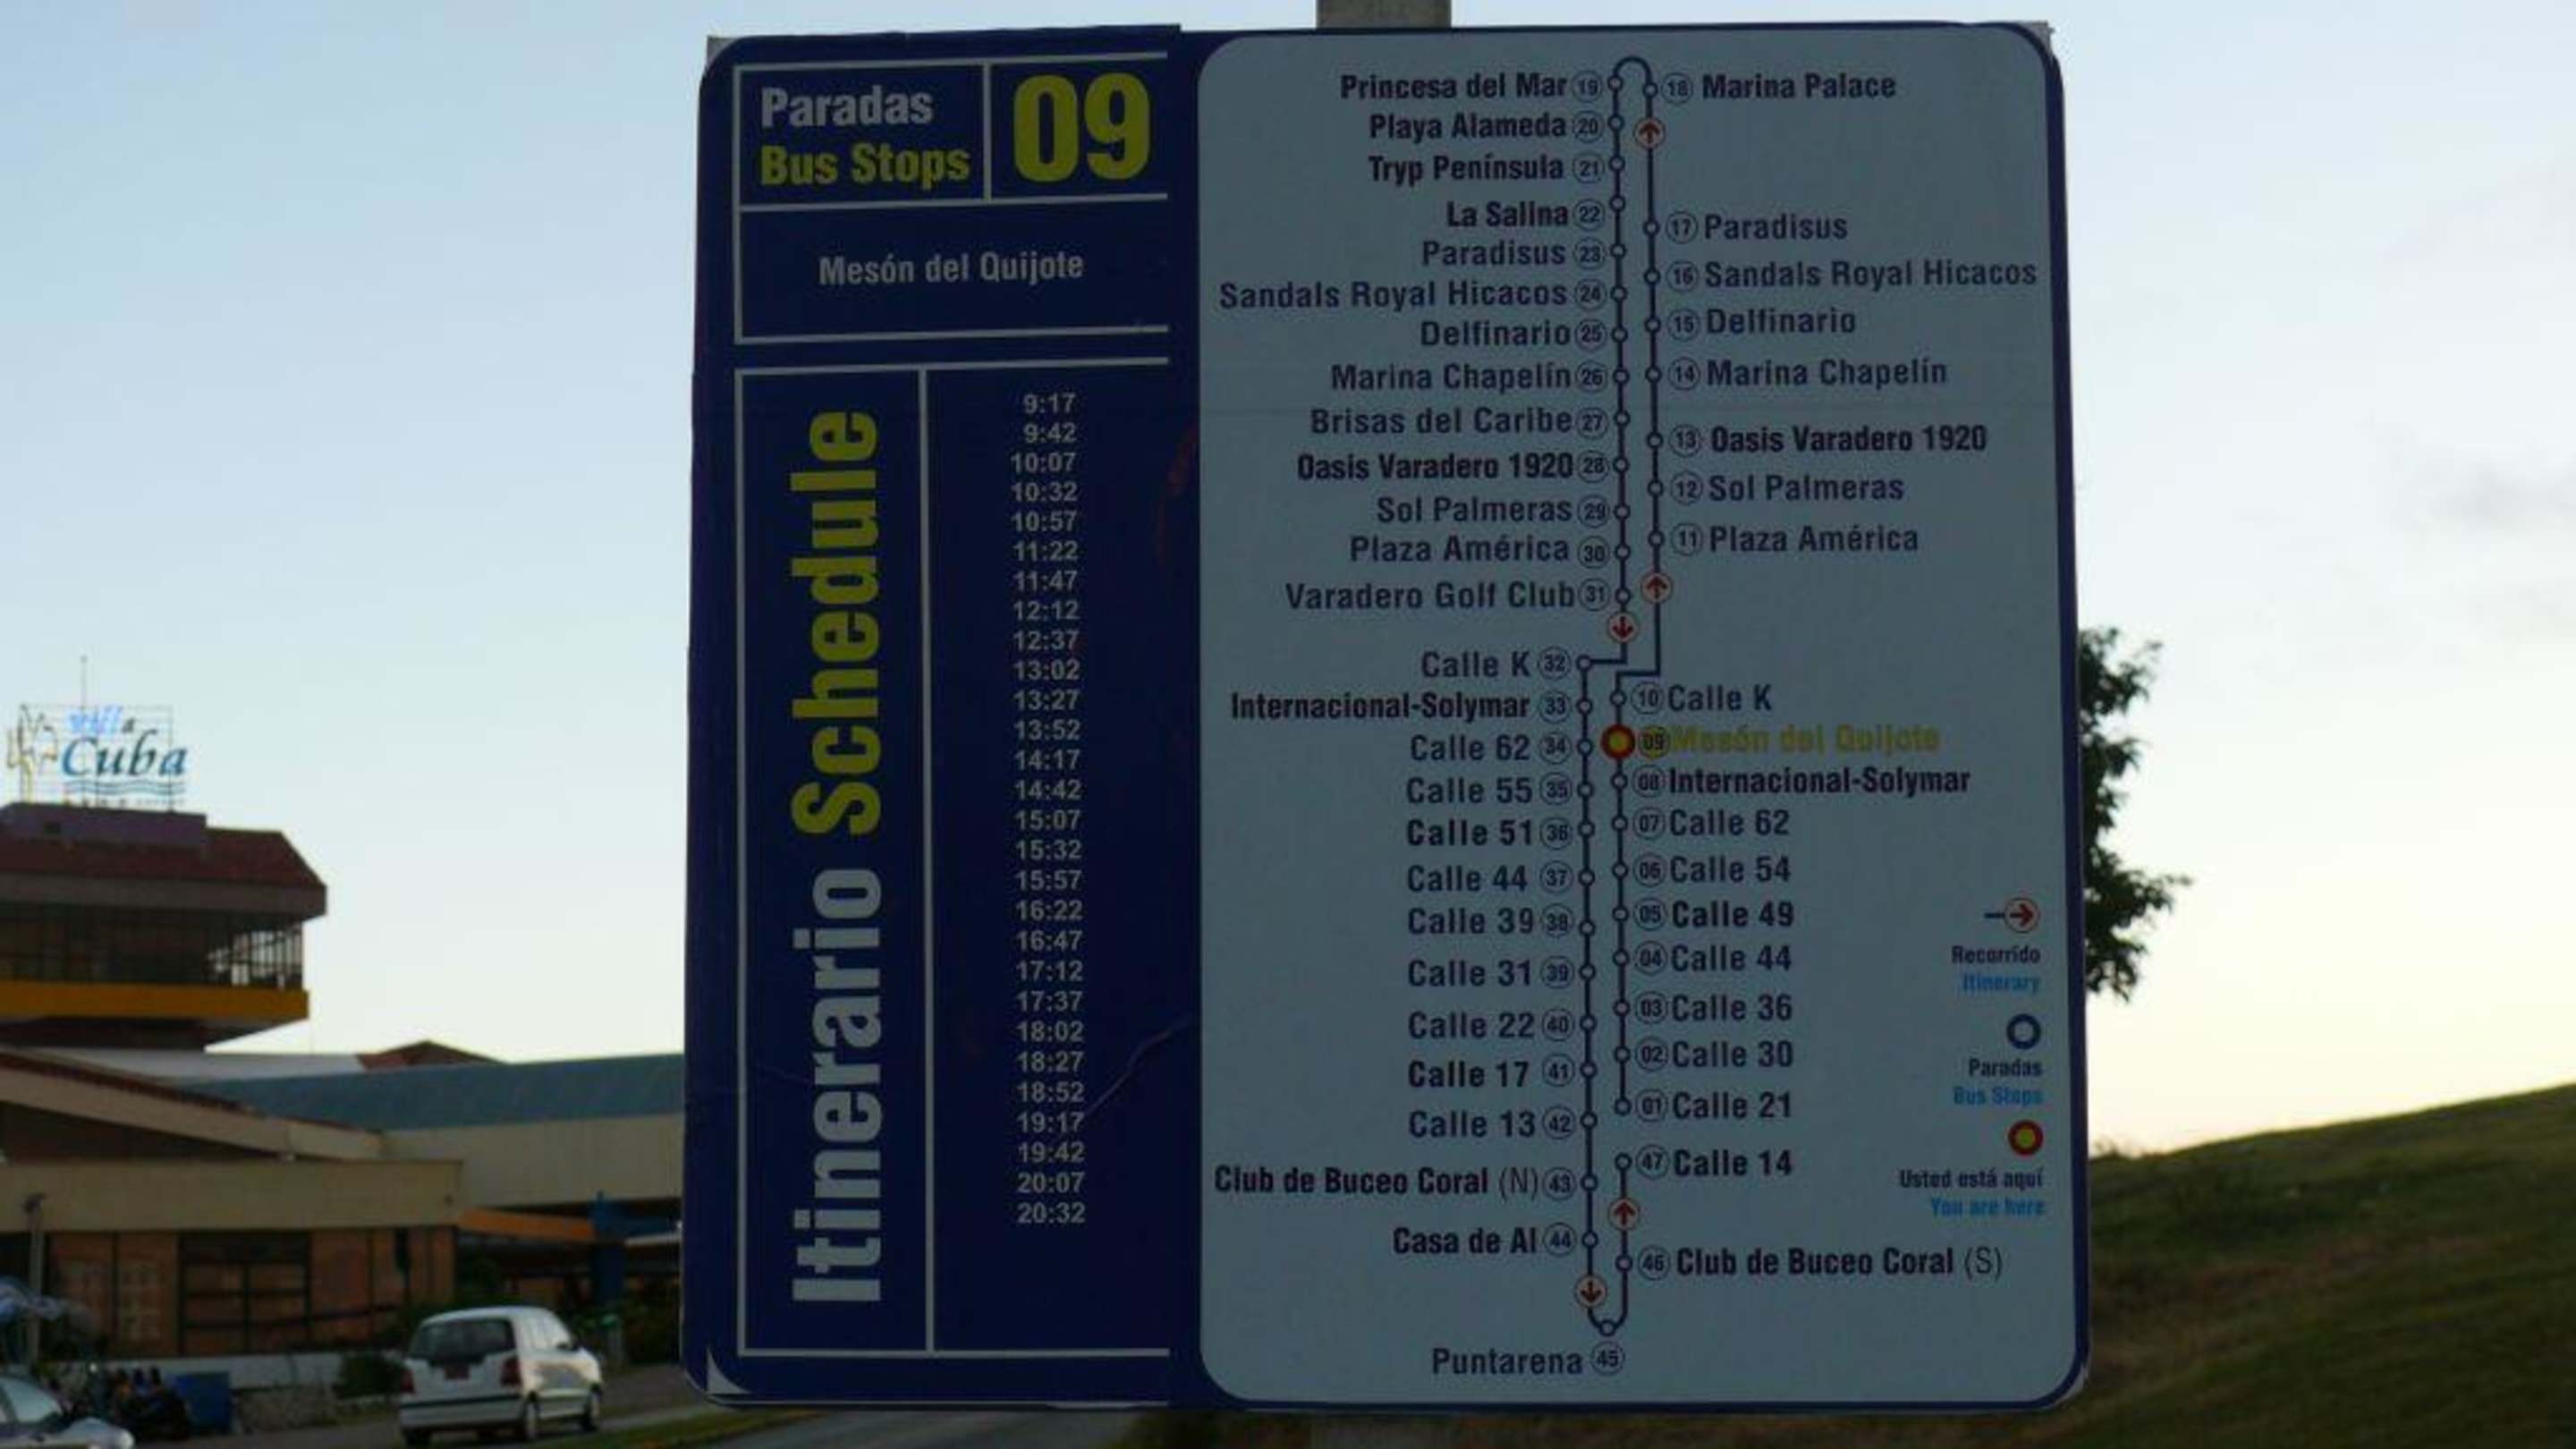 Paradas
Bus Stops
09
Mesón del Quijote
Itinerario Schedule
9:17
9:42
10:07
10:32
10:57
11:22
11:47
12:12
12:37
13:02
13:27
13:52
14:17
14:42
15:07
15:32
15:57
16:22
16:47
17:12
17:37
18:02
18:27
18:52
19:17
19:42
20:07
20:32
Princesa del Mar 19
Playa Alameda 20
Tryp Península 21
La Salina 22
Paradisus 23
Sandals Royal Hicacos 24
Delfinario 25
Marina Chapelín 26
Brisas del Caribe 27
Oasis Varadero 1920 28
Sol Palmeras 29
Plaza América 30
Varadero Golf Club 31
Calle K 32
Internacional-Solymar 33
Calle 62 34
Calle 55 35
Calle 51 36
Calle 44 37
Calle 39 38
Calle 31 39
Calle 22 40
Calle 17 41
Calle 13 42
Club de Buceo Coral (N) 43
Casa de Al 44
Puntarena 45
18 Marina Palace
17 Paradisus
16 Sandals Royal Hicacos
15 Delfinario
14 Marina Chapelín
13 Oasis Varadero 1920
12 Sol Palmeras
11 Plaza América
10 Calle K
09 Mesón del Quijote
08 Internacional-Solymar
07 Calle 62
06 Calle 54
05 Calle 49
04 Calle 44
03 Calle 36
02 Calle 30
01 Calle 21
47 Calle 14
46 Club de Buceo Coral (S)
Recorrido
Itinerary
Paradas
Bus Stops
Usted está aquí
You are here
villa
Cuba